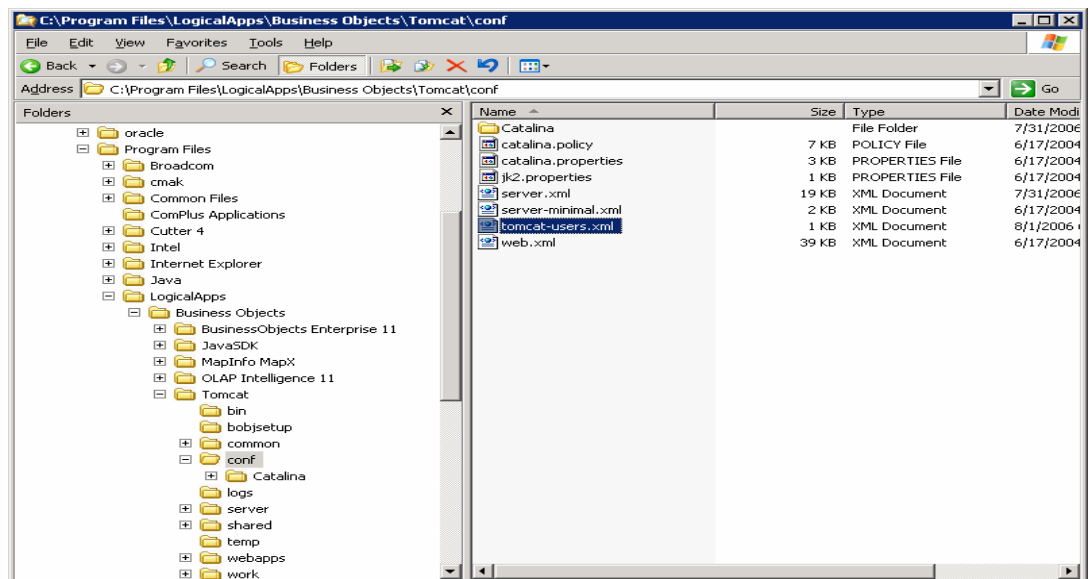 C:\Program Files\LogicalApps\Business Objects\Tomcat\conf
File Edit View Favorites Tools Help
Back Search Folders
Address C:\Program Files\LogicalApps\Business Objects\Tomcat\conf Go
Folders
oracle
Program Files
Broadcom
cmak
Common Files
ComPlus Applications
Cutter 4
Intel
Internet Explorer
Java
LogicalApps
Business Objects
BusinessObjects Enterprise 11
JavaSDK
MapInfo MapX
OLAP Intelligence 11
Tomcat
bin
bobjsetup
common
conf
Catalina
logs
server
shared
temp
webapps
work
Name Size Type Date Modi
Catalina File Folder 7/31/2006
catalina.policy 7 KB POLICY File 6/17/2004
catalina.properties 3 KB PROPERTIES File 6/17/2004
jk2.properties 1 KB PROPERTIES File 6/17/2004
server.xml 19 KB XML Document 7/31/2006
server-minimal.xml 2 KB XML Document 6/17/2004
tomcat-users.xml 1 KB XML Document 8/1/2006
web.xml 39 KB XML Document 6/17/2004